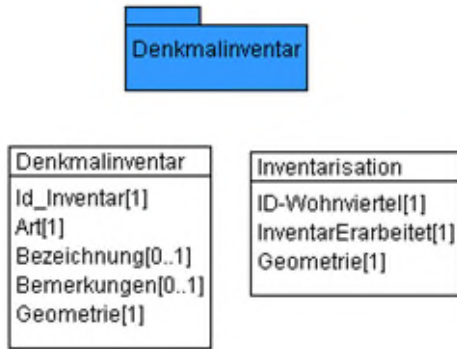 Denkmalinventar
Denkmalinventar
Id_Inventar[1]
Art[1]
Bezeichnung[0..1]
Bemerkungen[0..1]
Geometrie[1]
Inventarisation
ID-Wohnviertel[1]
InventarErarbeitet[1]
Geometrie[1]